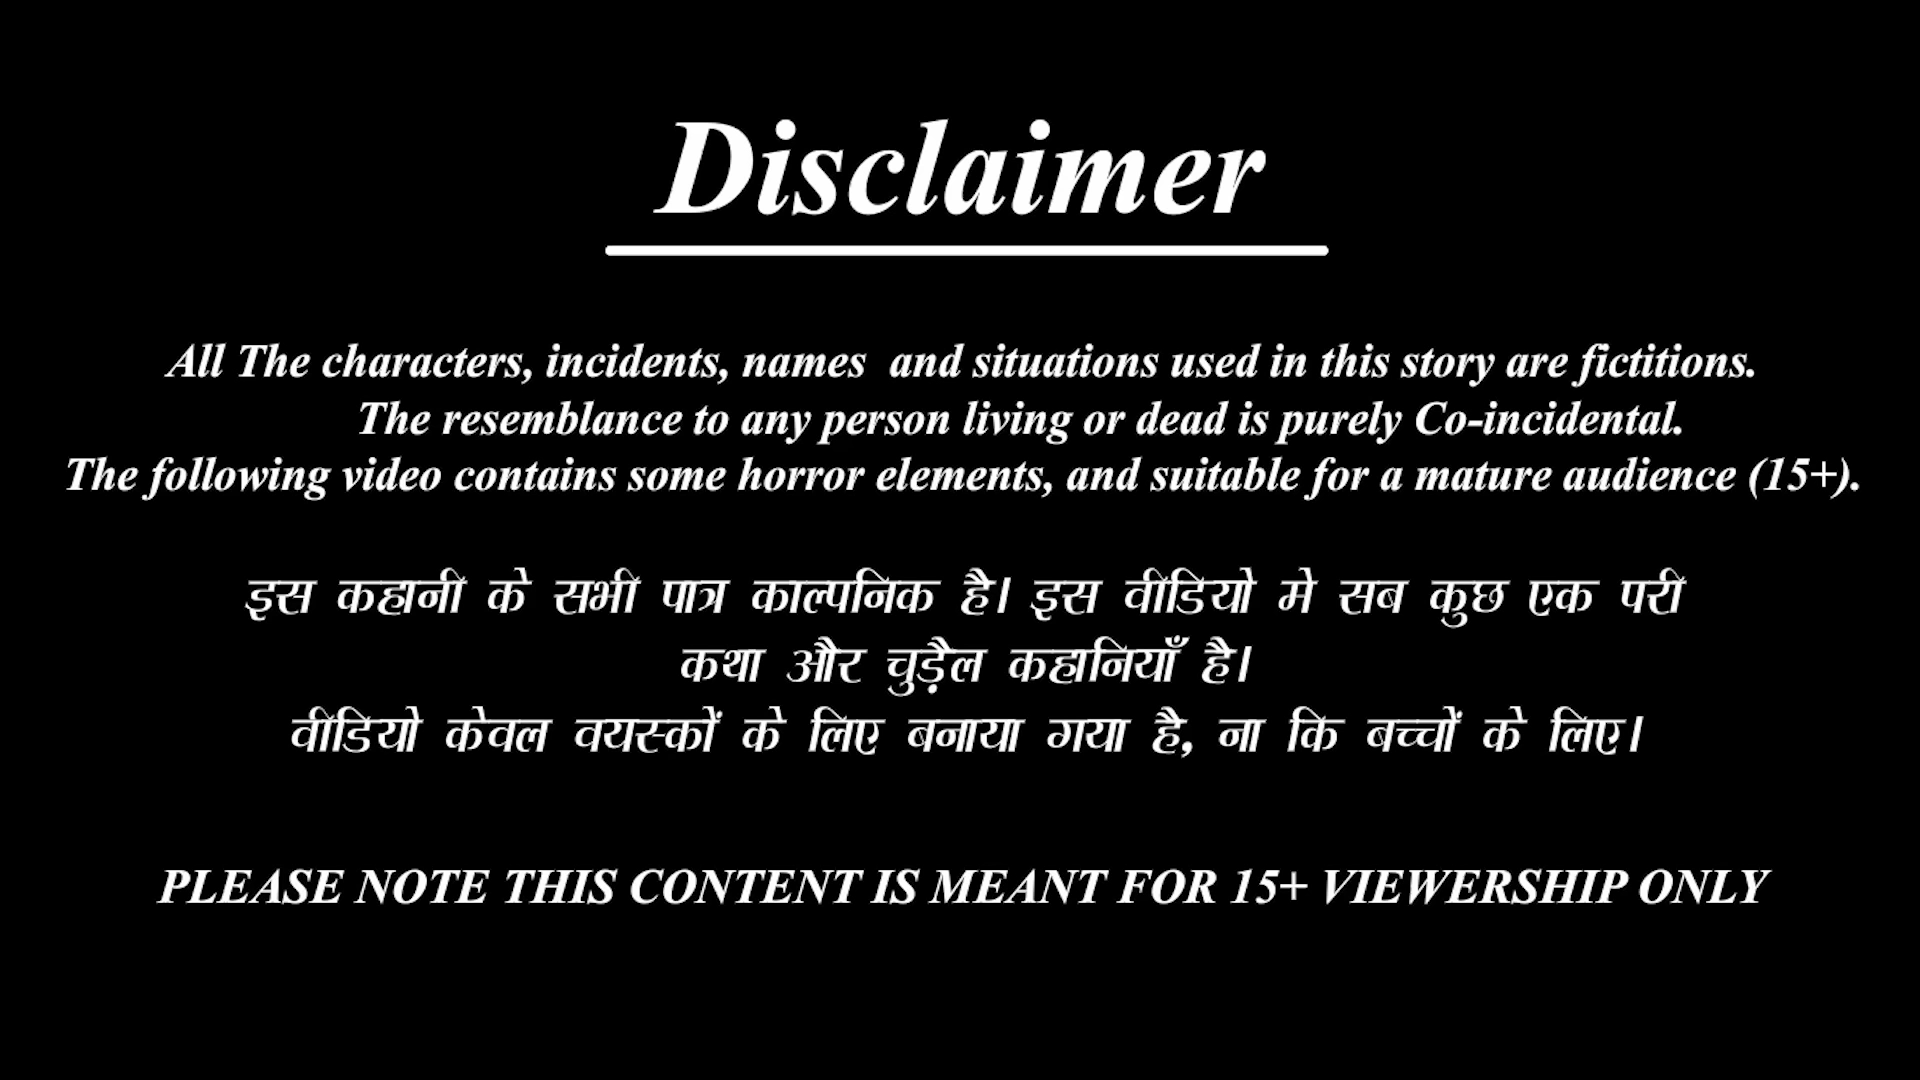 Disclaimer
All The characters, incidents, names and situations used in this story are fictitions.
The resemblance to any person living or dead is purely Co-incidental.
The following video contains some horror elements, and suitable for a mature audience (15+).
इस कहानी के सभी पात्र काल्पनिक है। इस वीडियो मे सब कुछ एक परी
कथा और चुड़ैल कहानियाँ है।
वीडियो केवल वयस्कों के लिए बनाया गया है, ना कि बच्चों के लिए।
PLEASE NOTE THIS CONTENT IS MEANT FOR 15+ VIEWERSHIP ONLY